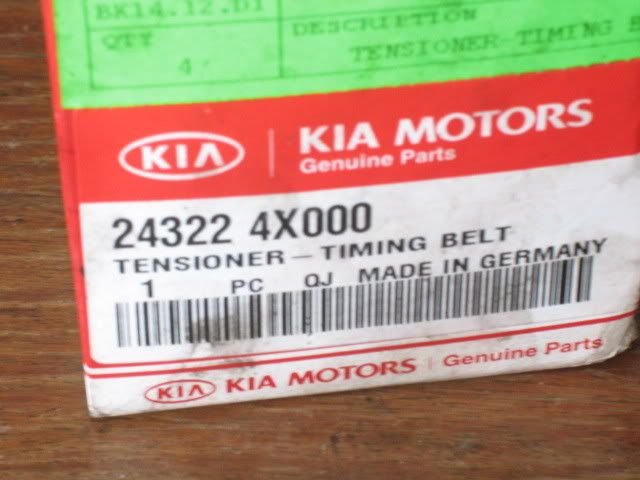 BK14.12.D1
DESCRIPTION
QTY
TENSIONER-TIMING
4
KIA
KIA MOTORS
Genuine Parts
24322 4X000
TENSIONER - TIMING BELT
1 PC QJ MADE IN GERMANY
KIA KIA MOTORS | Genuine Parts